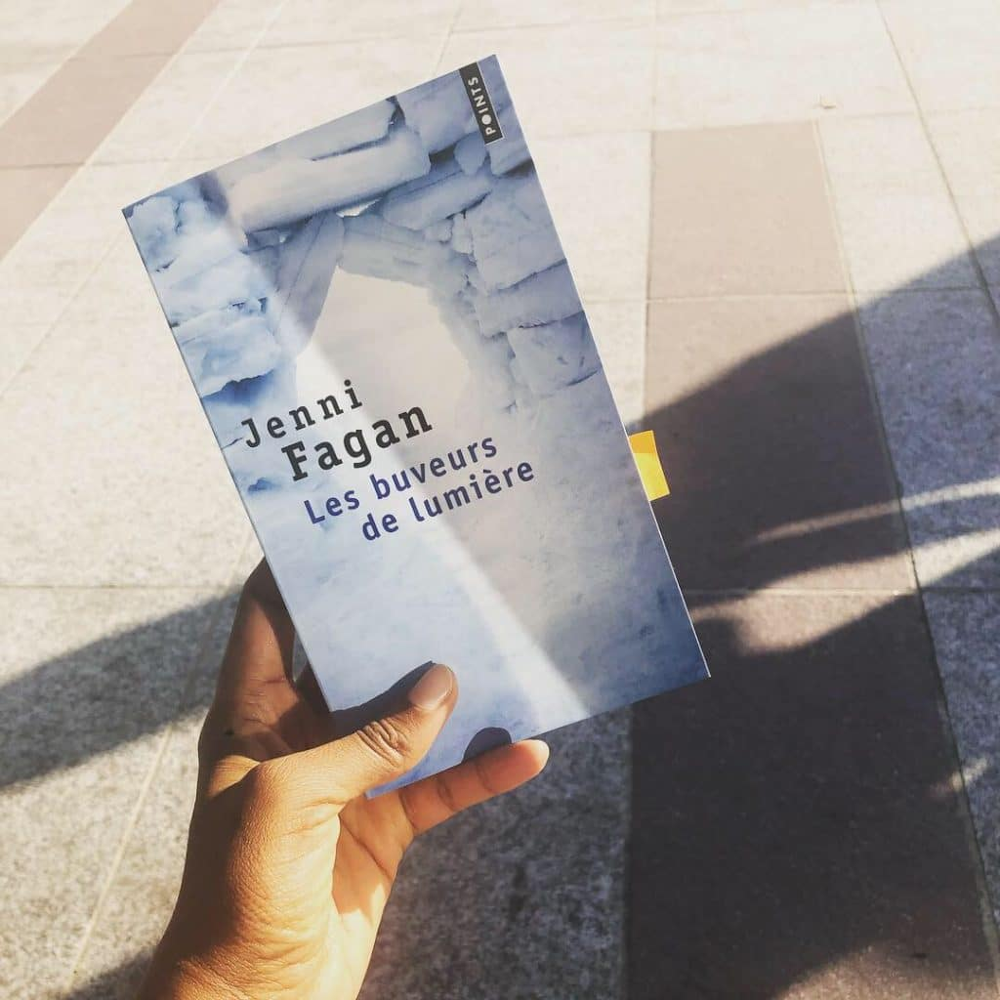 POINTS
Jenni
Fagan
Les buveurs
de lumière